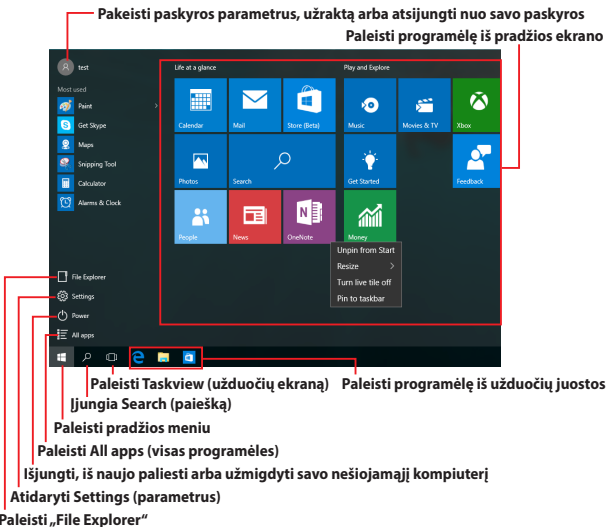 Pakeisti paskyros parametrus, užraktą arba atsijungti nuo savo paskyros
Paleisti programėlę iš pradžios ekrano
test
Most used
Paint
Get Skype
Maps
Snipping Tool
Calculator
Alarms & Clock
File Explorer
Settings
Power
All apps
Life at a glance
Play and Explore
Calendar
Mail
Store (Beta)
Music
Movies & TV
Xbox
Photos
Search
Get Started
Feedback
People
News
OneNote
Money
Unpin from Start
Resize
Turn live tile off
Pin to taskbar
Paleisti Taskview (užduočių ekraną)
Paleisti programėlę iš užduočių juostos
Įjungia Search (paiešką)
Paleisti pradžios meniu
Paleisti All apps (visas programėles)
Išjungti, iš naujo paliesti arba užmigdyti savo nešiojamąjį kompiuterį
Atidaryti Settings (parametrus)
Paleisti „File Explorer“